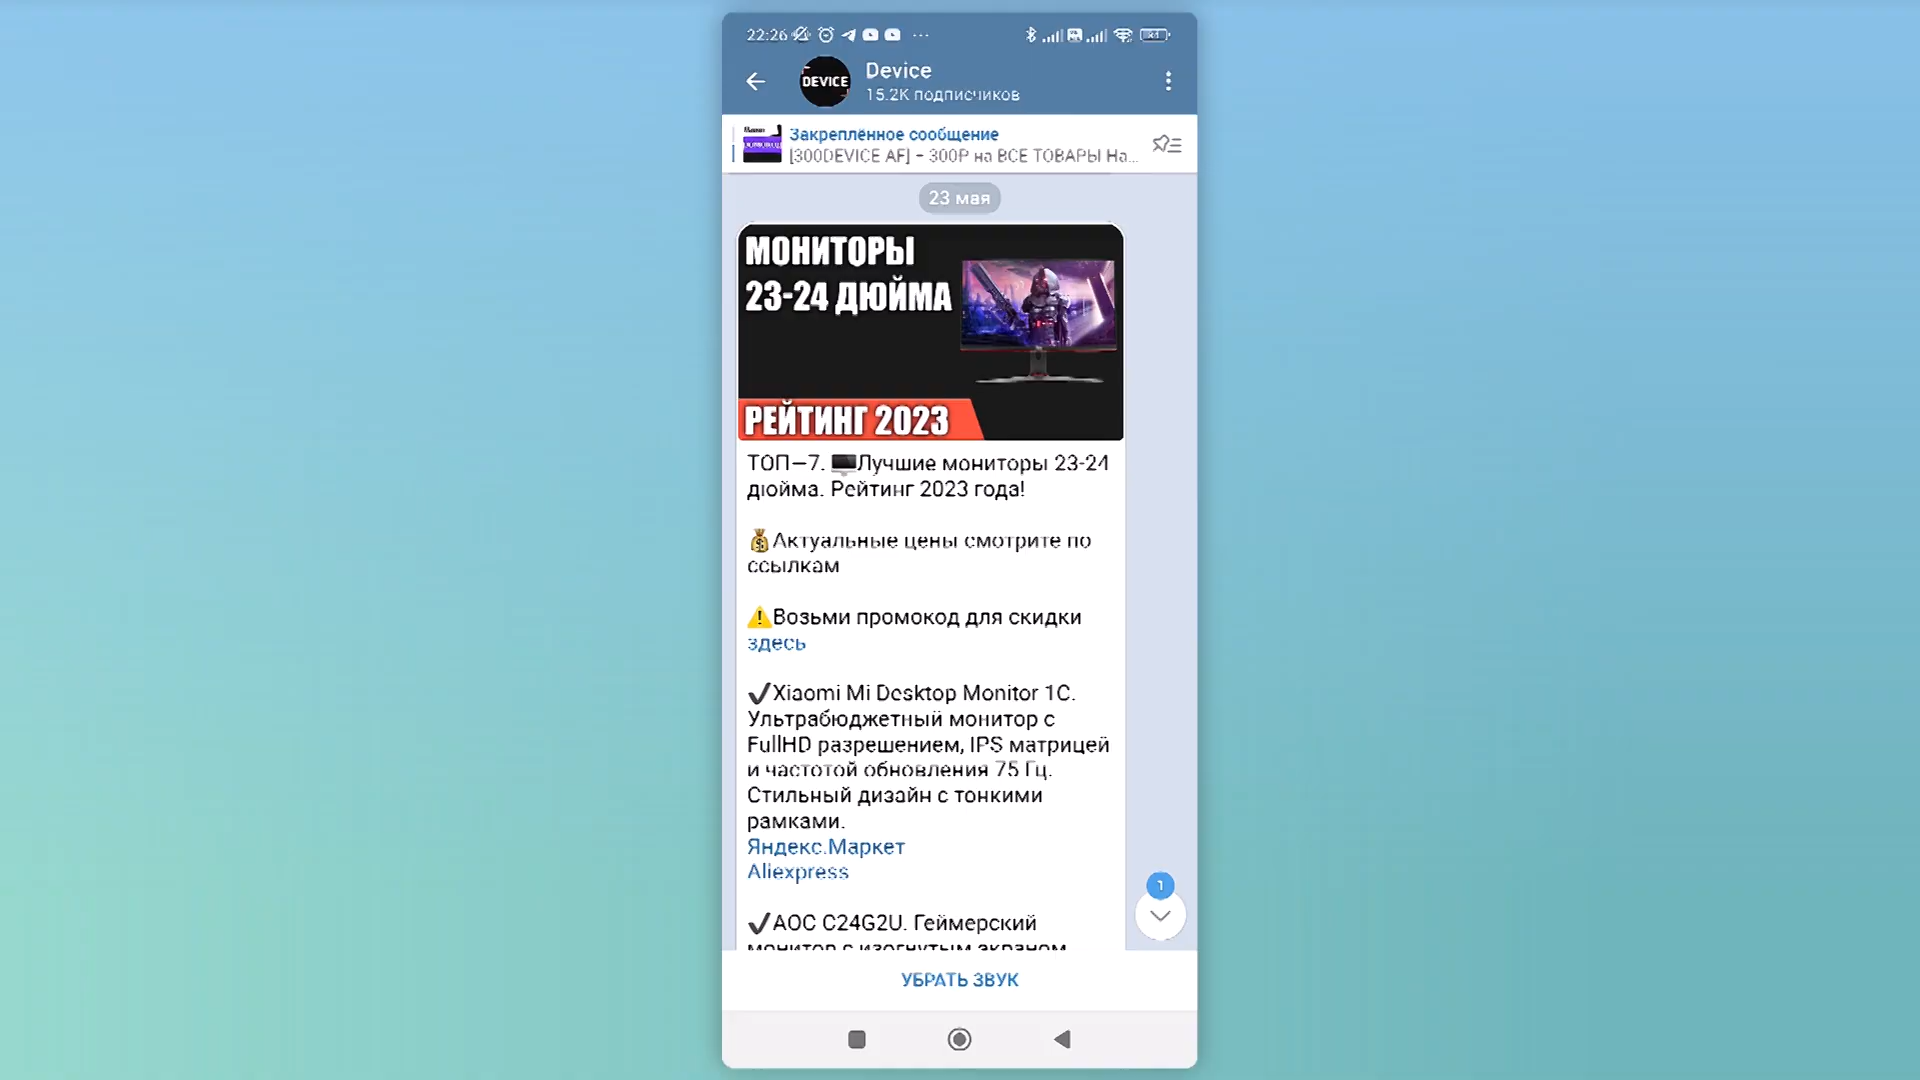 22:26
DEVICE
Device
15.2K подписчиков
Закреплённое сообщение
[300DEVICE AF] – 300Р на ВСЕ ТОВАРЫ На...
23 мая
МОНИТОРЫ
23-24 ДЮЙМА
РЕЙТИНГ 2023
ТОП—7. Лучшие мониторы 23-24
дюйма. Рейтинг 2023 года!
Актуальные цены смотрите по
ссылкам
Возьми промокод для скидки
здесь
Xiaomi Mi Desktop Monitor 1C.
Ультрабюджетный монитор с
FullHD разрешением, IPS матрицей
и частотой обновления 75 Гц.
Стильный дизайн с тонкими
рамками.
Яндекс.Маркет
Aliexpress
1
AOC C24G2U. Геймерский
монитор с изогнутым экраном
УБРАТЬ ЗВУК